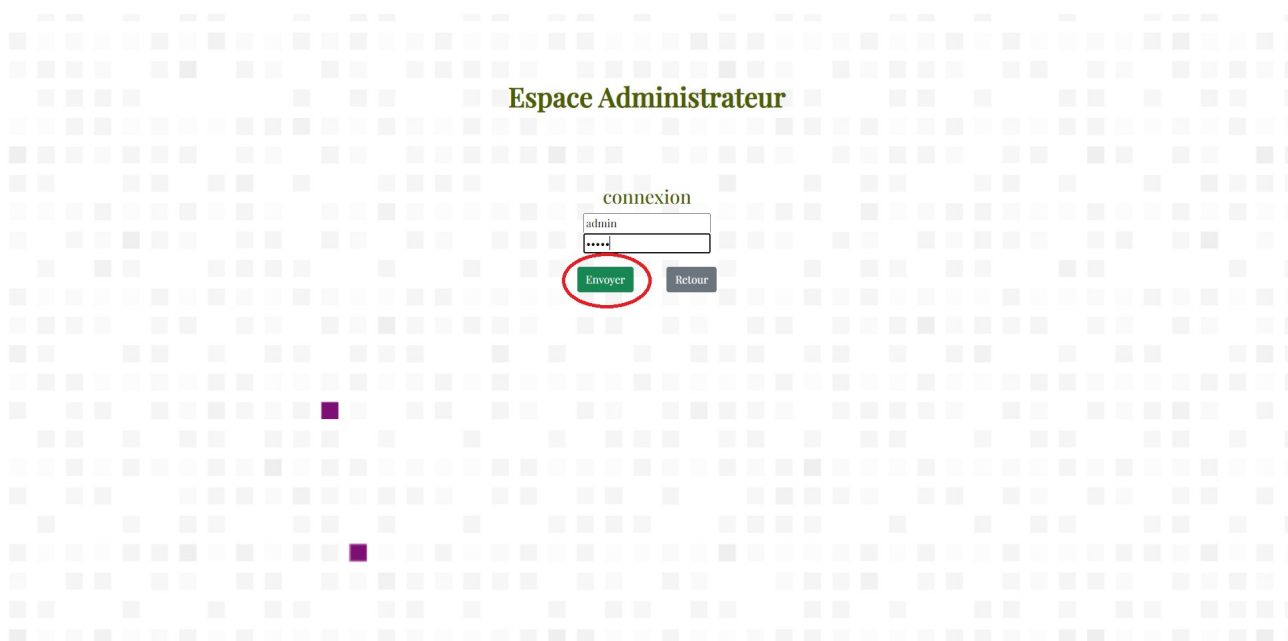 Espace Administrateur
connexion
admin
•••••
Envoyer Retour